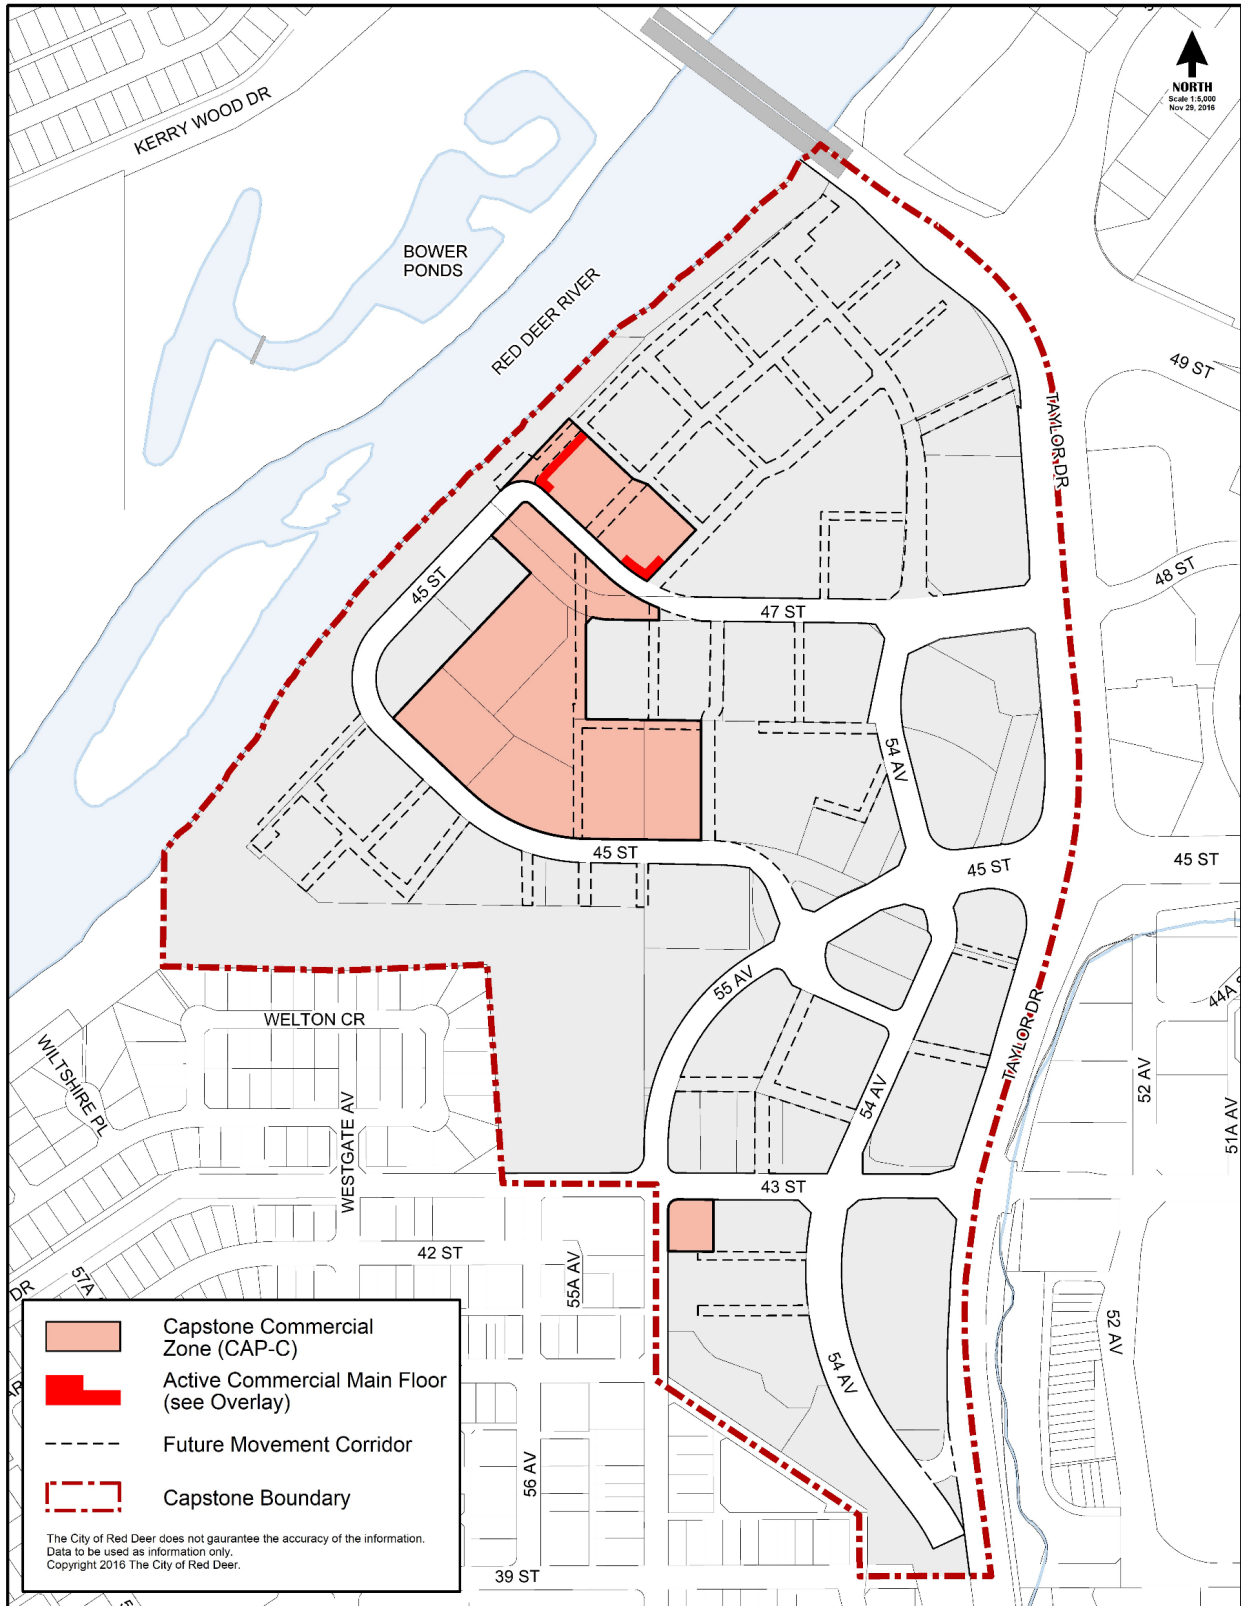 NORTH
Scale 1:5,000
Nov 29, 2016
KERRY WOOD DR
BOWER
PONDS
RED DEER RIVER
49 ST
TAYLOR DR
48 ST
45 ST
47 ST
54 AV
45 ST
45 ST
45 ST
55 AV
44A
WELTON CR
WILTSHIRE PL
WESTGATE AV
TAYLOR DR
52 AV
51A AV
54 AV
43 ST
42 ST
55A AV
57A
DR
52 AV
54 AV
56 AV
39 ST
Capstone Commercial
Zone (CAP-C)
Active Commercial Main Floor
(see Overlay)
Future Movement Corridor
Capstone Boundary
The City of Red Deer does not gaurantee the accuracy of the information.
Data to be used as information only.
Copyright 2016 The City of Red Deer.